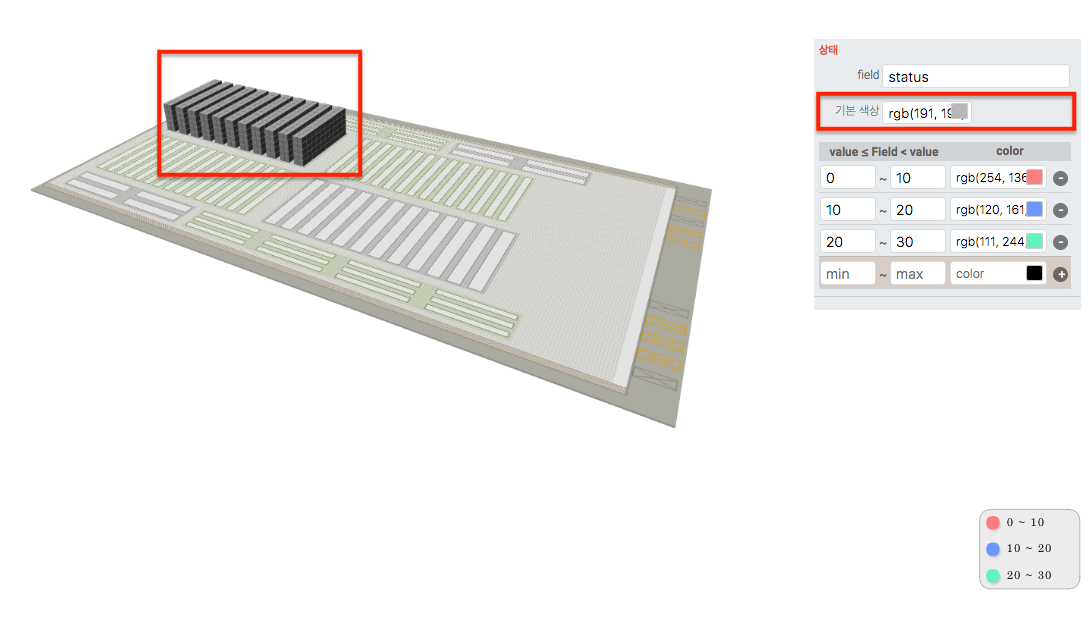 상태
field status
기본 색상 rgb(191, 19
value ≤ Field < value color
0 ~ 10 rgb(254, 136
10 ~ 20 rgb(120, 161,
20 ~ 30 rgb(111, 244,
min ~ max color
0 ~ 10
10 ~ 20
20 ~ 30